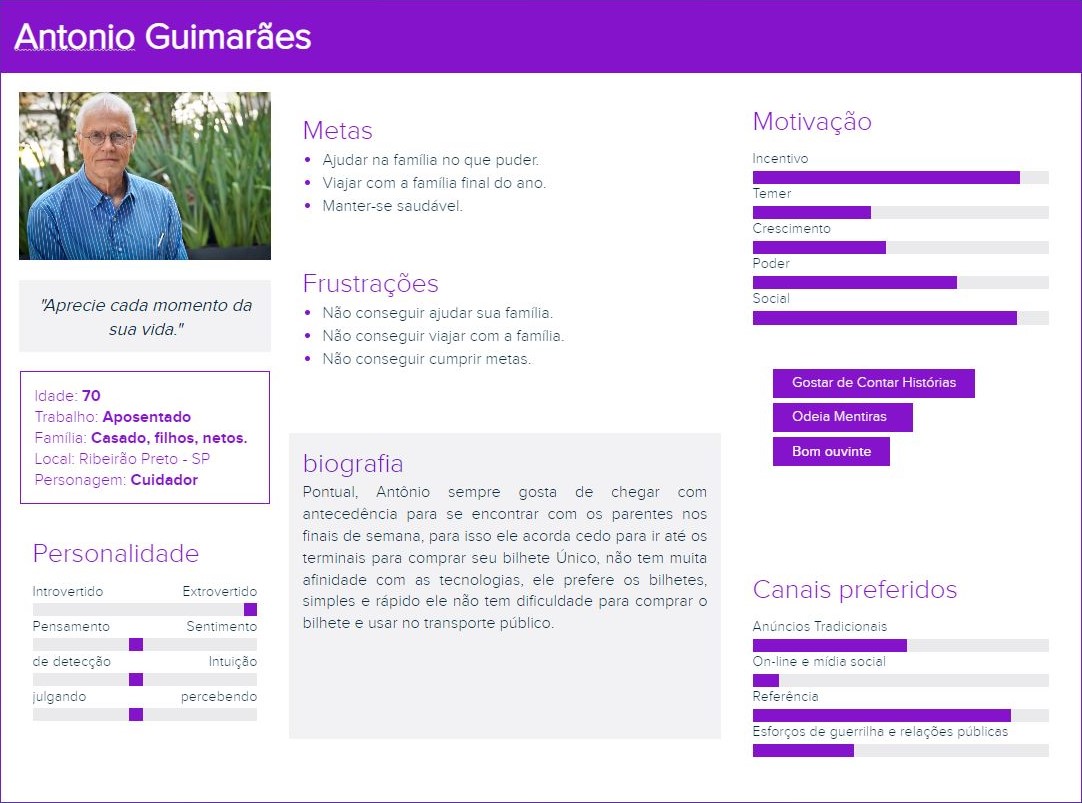 Antonio Guimarães
"Aprecie cada momento da
sua vida."
Idade: 70
Trabalho: Aposentado
Família: Casado, filhos, netos.
Local: Ribeirão Preto - SP
Personagem: Cuidador
Personalidade
Introvertido Extrovertido
Pensamento Sentimento
de detecção Intuição
julgando percebendo
Metas
Ajudar na família no que puder.
Viajar com a família final do ano.
Manter-se saudável.
Frustrações
Não conseguir ajudar sua família.
Não conseguir viajar com a família.
Não conseguir cumprir metas.
biografia
Pontual, Antônio sempre gosta de chegar com
antecedência para se encontrar com os parentes nos
finais de semana, para isso ele acorda cedo para ir até os
terminais para comprar seu bilhete Único, não tem muita
afinidade com as tecnologias, ele prefere os bilhetes,
simples e rápido ele não tem dificuldade para comprar o
bilhete e usar no transporte público.
Motivação
Incentivo
Temer
Crescimento
Poder
Social
Gostar de Contar Histórias
Odeia Mentiras
Bom ouvinte
Canais preferidos
Anúncios Tradicionais
On-line e mídia social
Referência
Esforços de guerrilha e relações públicas